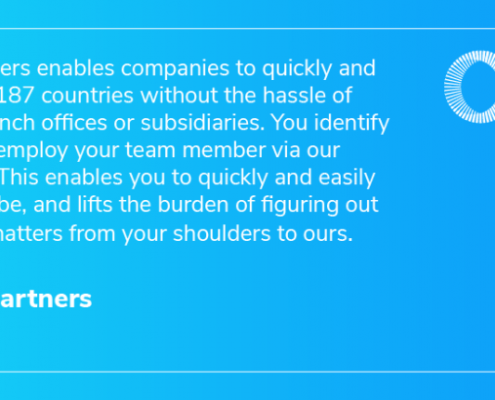 ers enables companies to quickly and
187 countries without the hassle of
nch offices or subsidiaries. You identify
employ your team member via our
This enables you to quickly and easily
be, and lifts the burden of figuring out
matters from your shoulders to ours.
artners